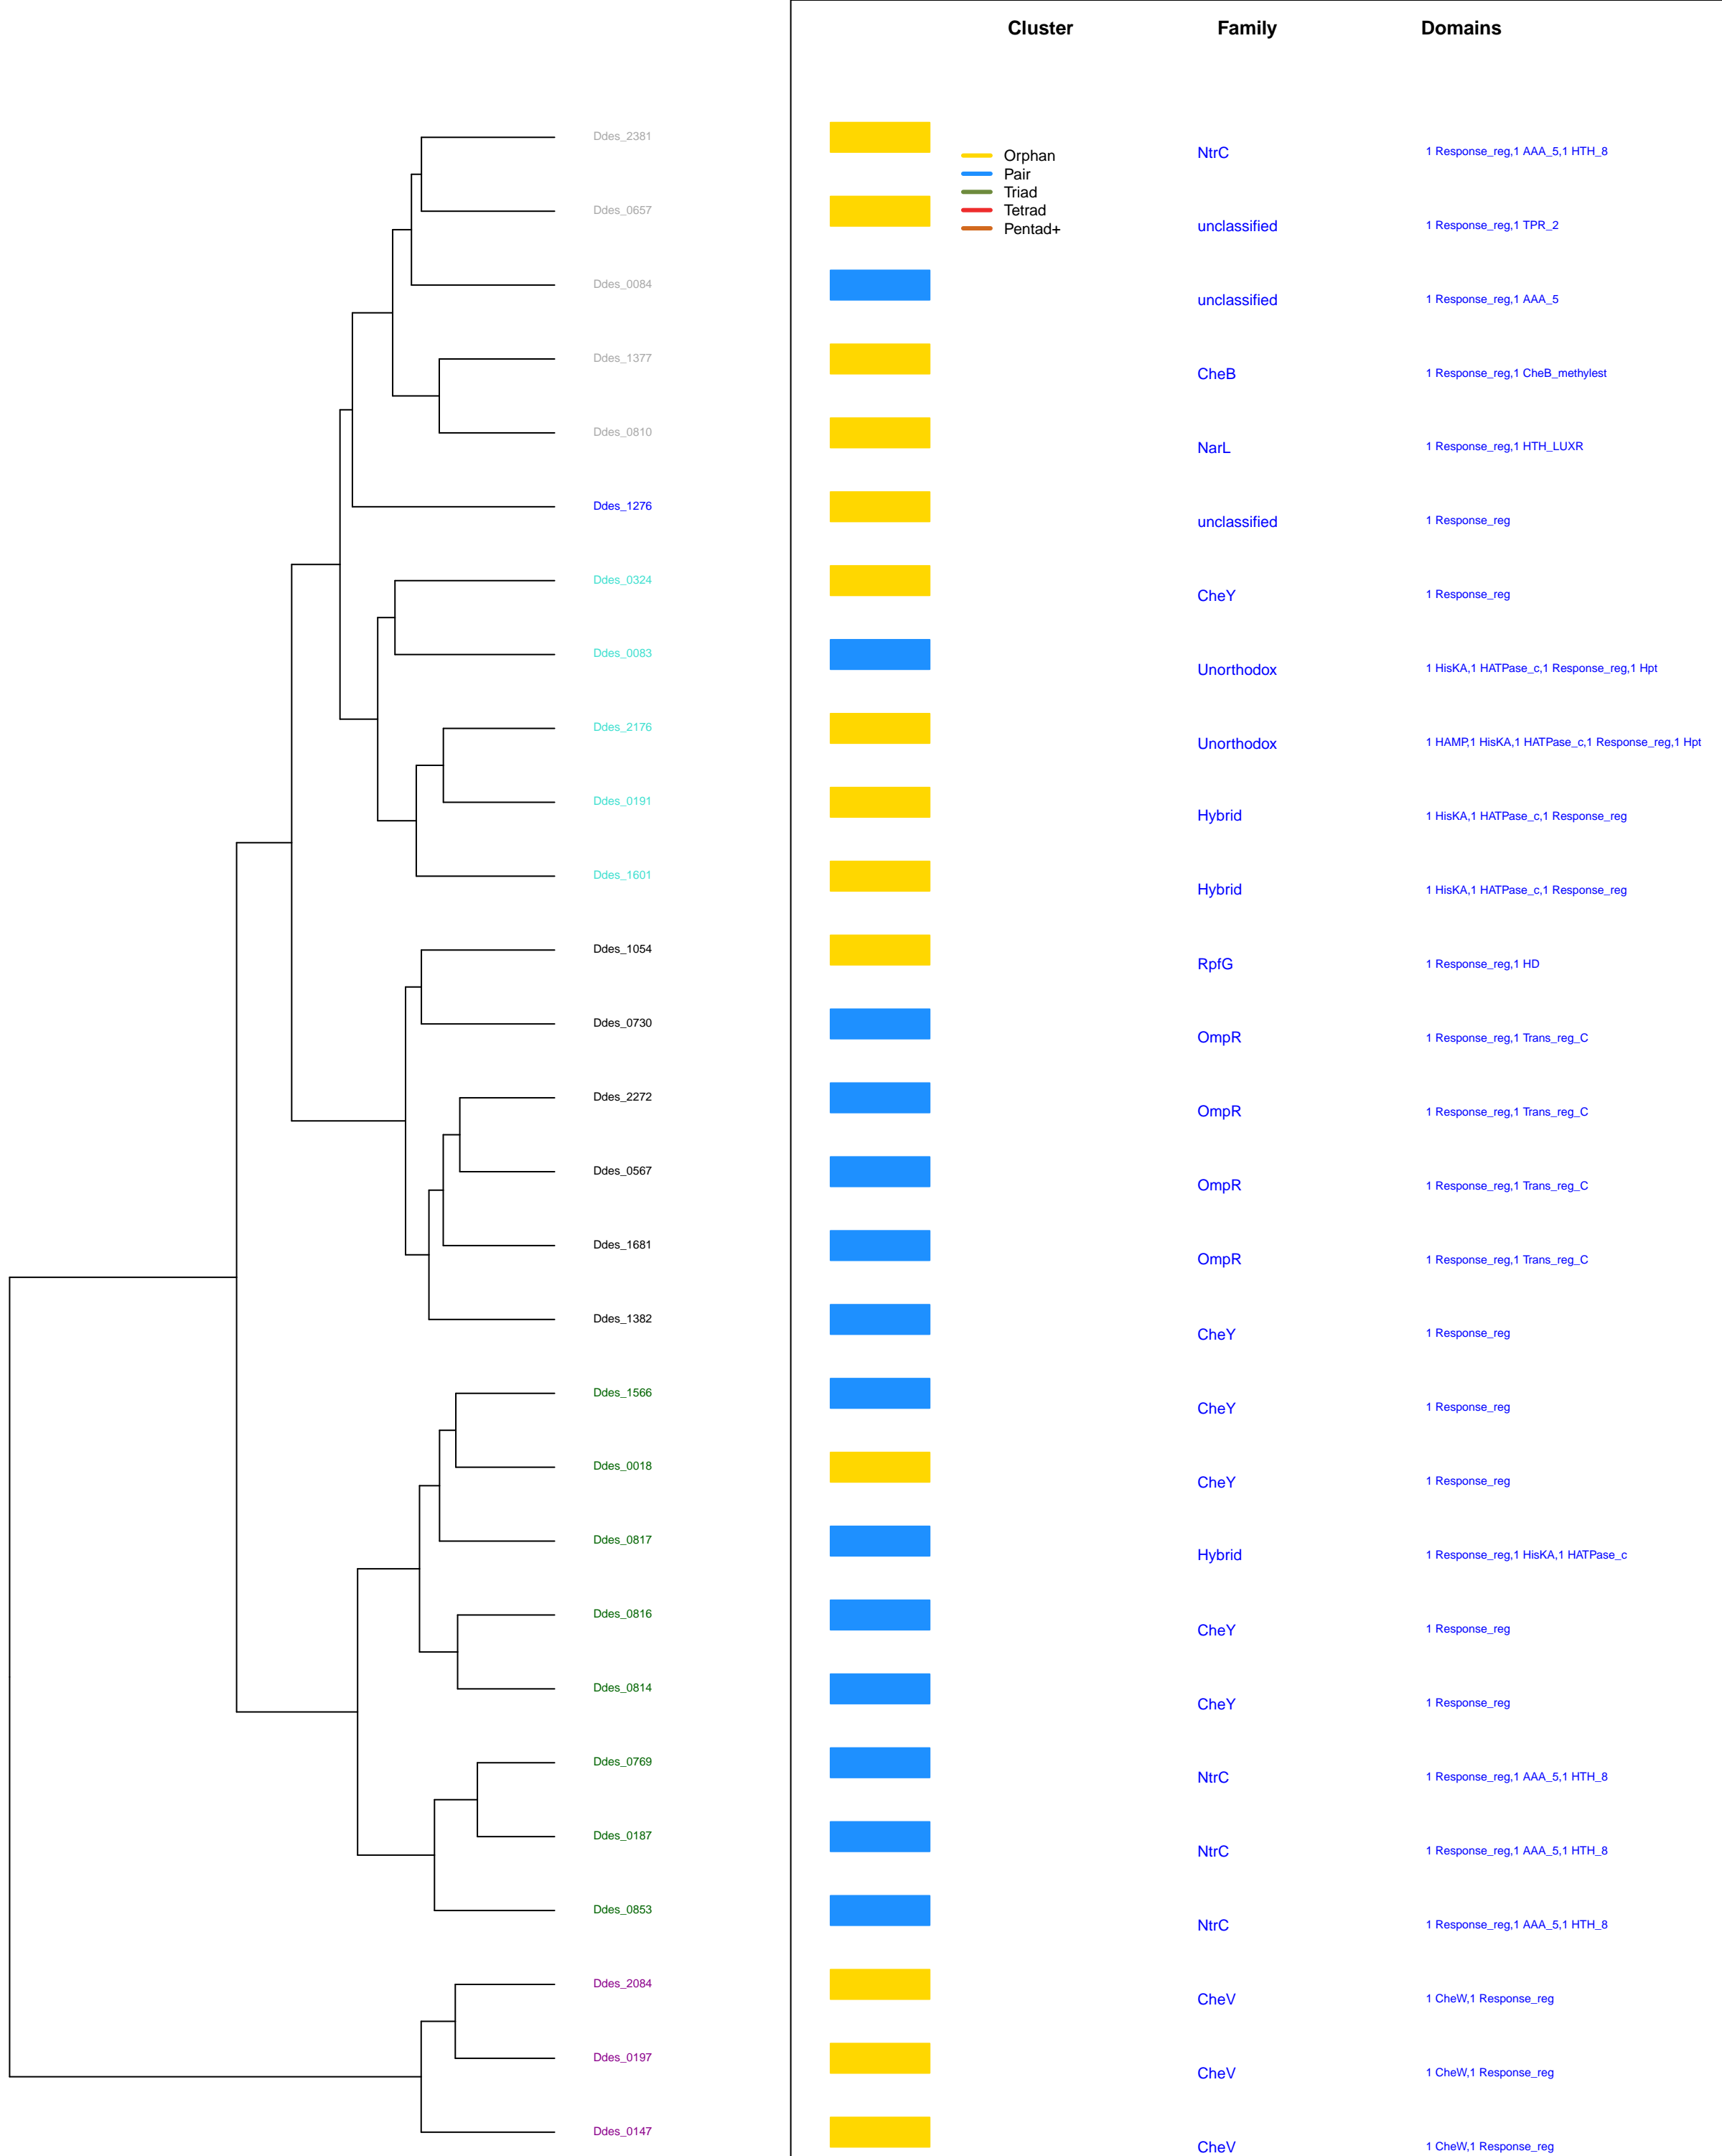 Cluster Family Domains
Ddes_2381 NtrC 1 Response_reg,1 AAA_5,1 HTH_8
Orphan
Pair
Triad
Tetrad
Pentad+
Ddes_0657 unclassified 1 Response_reg,1 TPR_2
Ddes_0084 unclassified 1 Response_reg,1 AAA_5
Ddes_1377 CheB 1 Response_reg,1 CheB_methylest
Ddes_0810 NarL 1 Response_reg,1 HTH_LUXR
Ddes_1276 unclassified 1 Response_reg
Ddes_0324 CheY 1 Response_reg
Ddes_0083 Unorthodox 1 HisKA,1 HATPase_c,1 Response_reg,1 Hpt
Ddes_2176 Unorthodox 1 HAMP,1 HisKA,1 HATPase_c,1 Response_reg,1 Hpt
Ddes_0191 Hybrid 1 HisKA,1 HATPase_c,1 Response_reg
Ddes_1601 Hybrid 1 HisKA,1 HATPase_c,1 Response_reg
Ddes_1054 RpfG 1 Response_reg,1 HD
Ddes_0730 OmpR 1 Response_reg,1 Trans_reg_C
Ddes_2272 OmpR 1 Response_reg,1 Trans_reg_C
Ddes_0567 OmpR 1 Response_reg,1 Trans_reg_C
Ddes_1681 OmpR 1 Response_reg,1 Trans_reg_C
Ddes_1382 CheY 1 Response_reg
Ddes_1566 CheY 1 Response_reg
Ddes_0018 CheY 1 Response_reg
Ddes_0817 Hybrid 1 Response_reg,1 HisKA,1 HATPase_c
Ddes_0816 CheY 1 Response_reg
Ddes_0814 CheY 1 Response_reg
Ddes_0769 NtrC 1 Response_reg,1 AAA_5,1 HTH_8
Ddes_0187 NtrC 1 Response_reg,1 AAA_5,1 HTH_8
Ddes_0853 NtrC 1 Response_reg,1 AAA_5,1 HTH_8
Ddes_2084 CheV 1 CheW,1 Response_reg
Ddes_0197 CheV 1 CheW,1 Response_reg
Ddes_0147 CheV 1 CheW,1 Response_reg